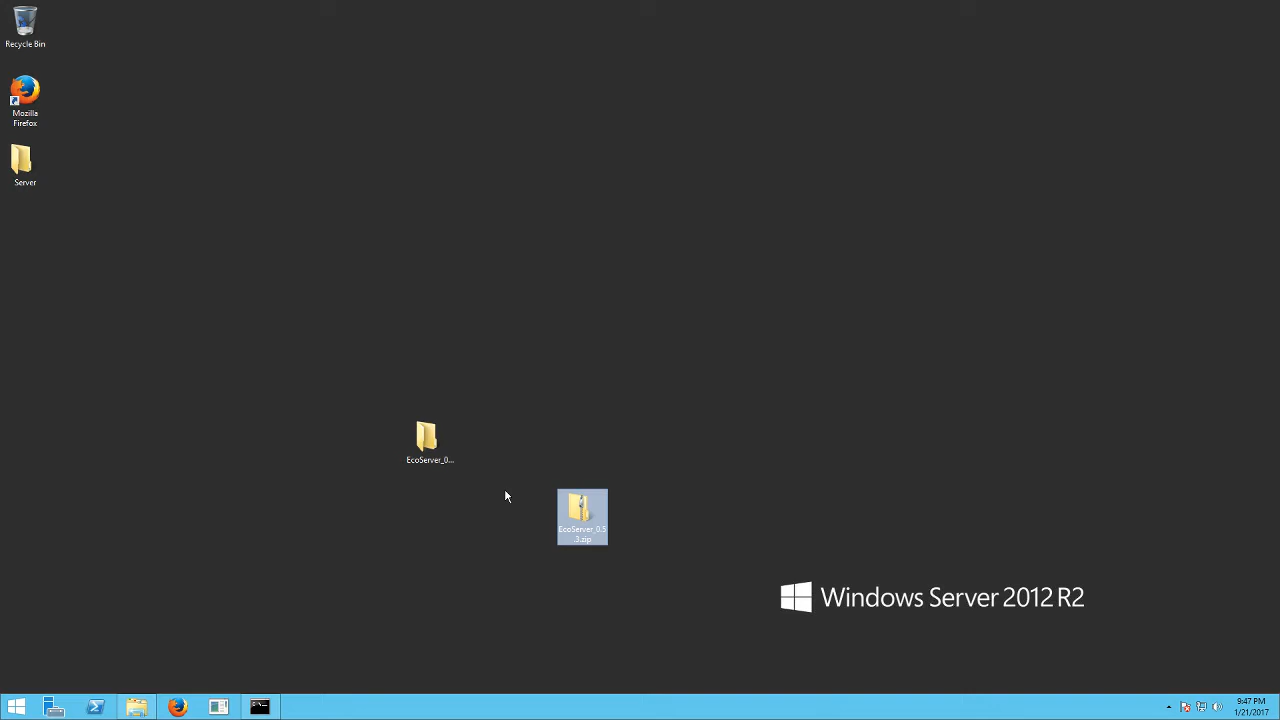 Recycle Bin
Mozilla
Firefox
Server
EcoServer_0...
EcoServer_0.5
3.zip
Windows Server 2012 R2
9:47 PM
1/21/2017